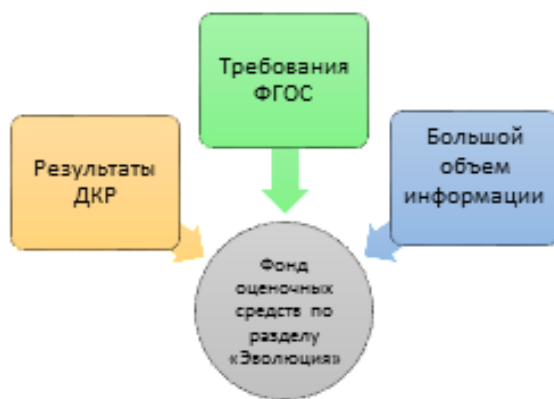 Требования
ФГОС
Результаты
ДКР
Большой
объем
информации
Фонд
оценочных
средств по
разделу
«Эволюция»